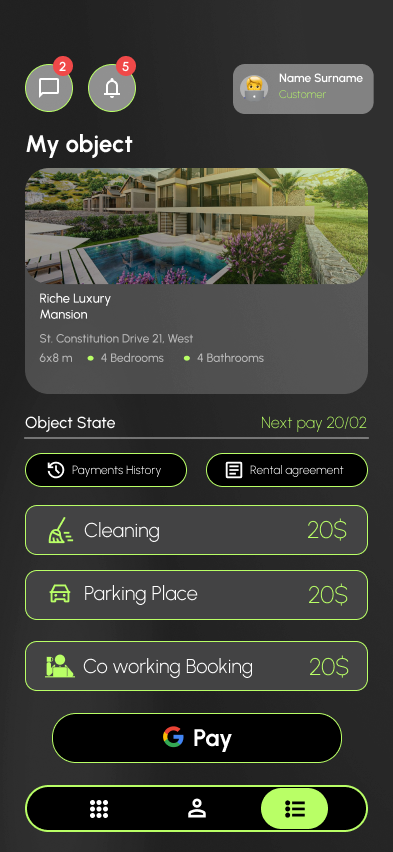 2
5
Name Surname
Customer
My object
Riche Luxury
Mansion
St. Constitution Drive 21, West
6x8 m 4 Bedrooms 4 Bathrooms
Object State Next pay 20/02
Payments History Rental agreement
Cleaning 20$
Parking Place 20$
Co working Booking 20$
G Pay